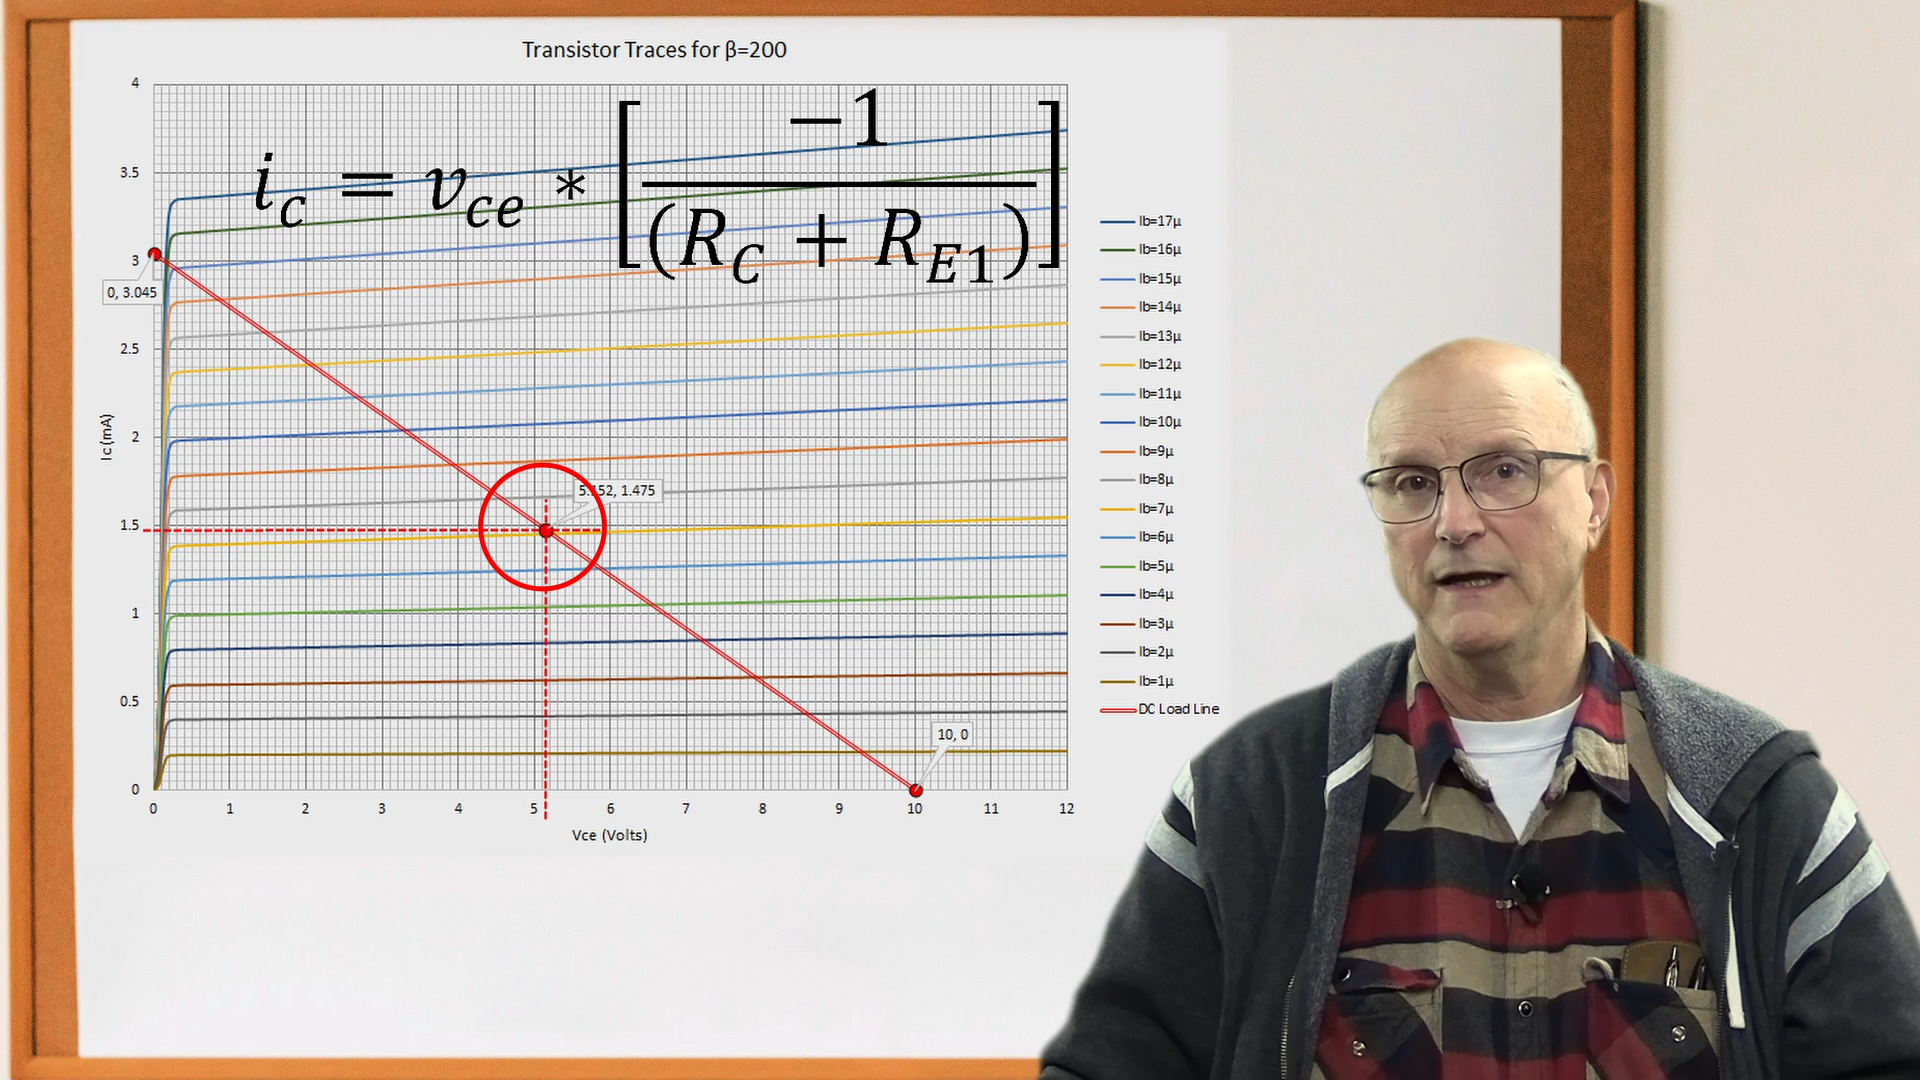 Transistor Traces for β=200
i_c = v_ce * [ −1 / (R_C + R_E1) ]
4
3.5
3
2.5
2
1.5
1
0.5
0
Ic (mA)
0, 3.045
5.152, 1.475
10, 0
0 1 2 3 4 5 6 7 8 9 10 11 12
Vce (Volts)
Ib=17μ
Ib=16μ
Ib=15μ
Ib=14μ
Ib=13μ
Ib=12μ
Ib=11μ
Ib=10μ
Ib=9μ
Ib=8μ
Ib=7μ
Ib=6μ
Ib=5μ
Ib=4μ
Ib=3μ
Ib=2μ
Ib=1μ
DC Load Line